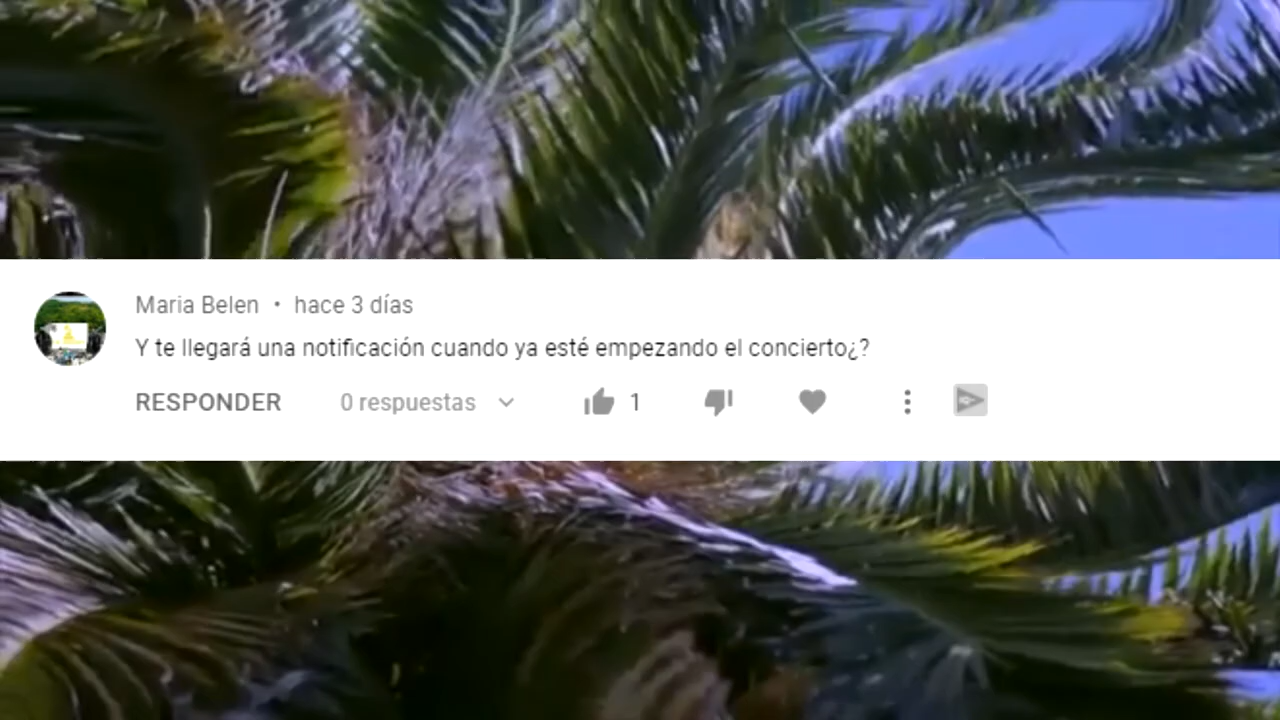 Maria Belen • hace 3 días
Y te llegará una notificación cuando ya esté empezando el concierto¿?
RESPONDER 0 respuestas 1